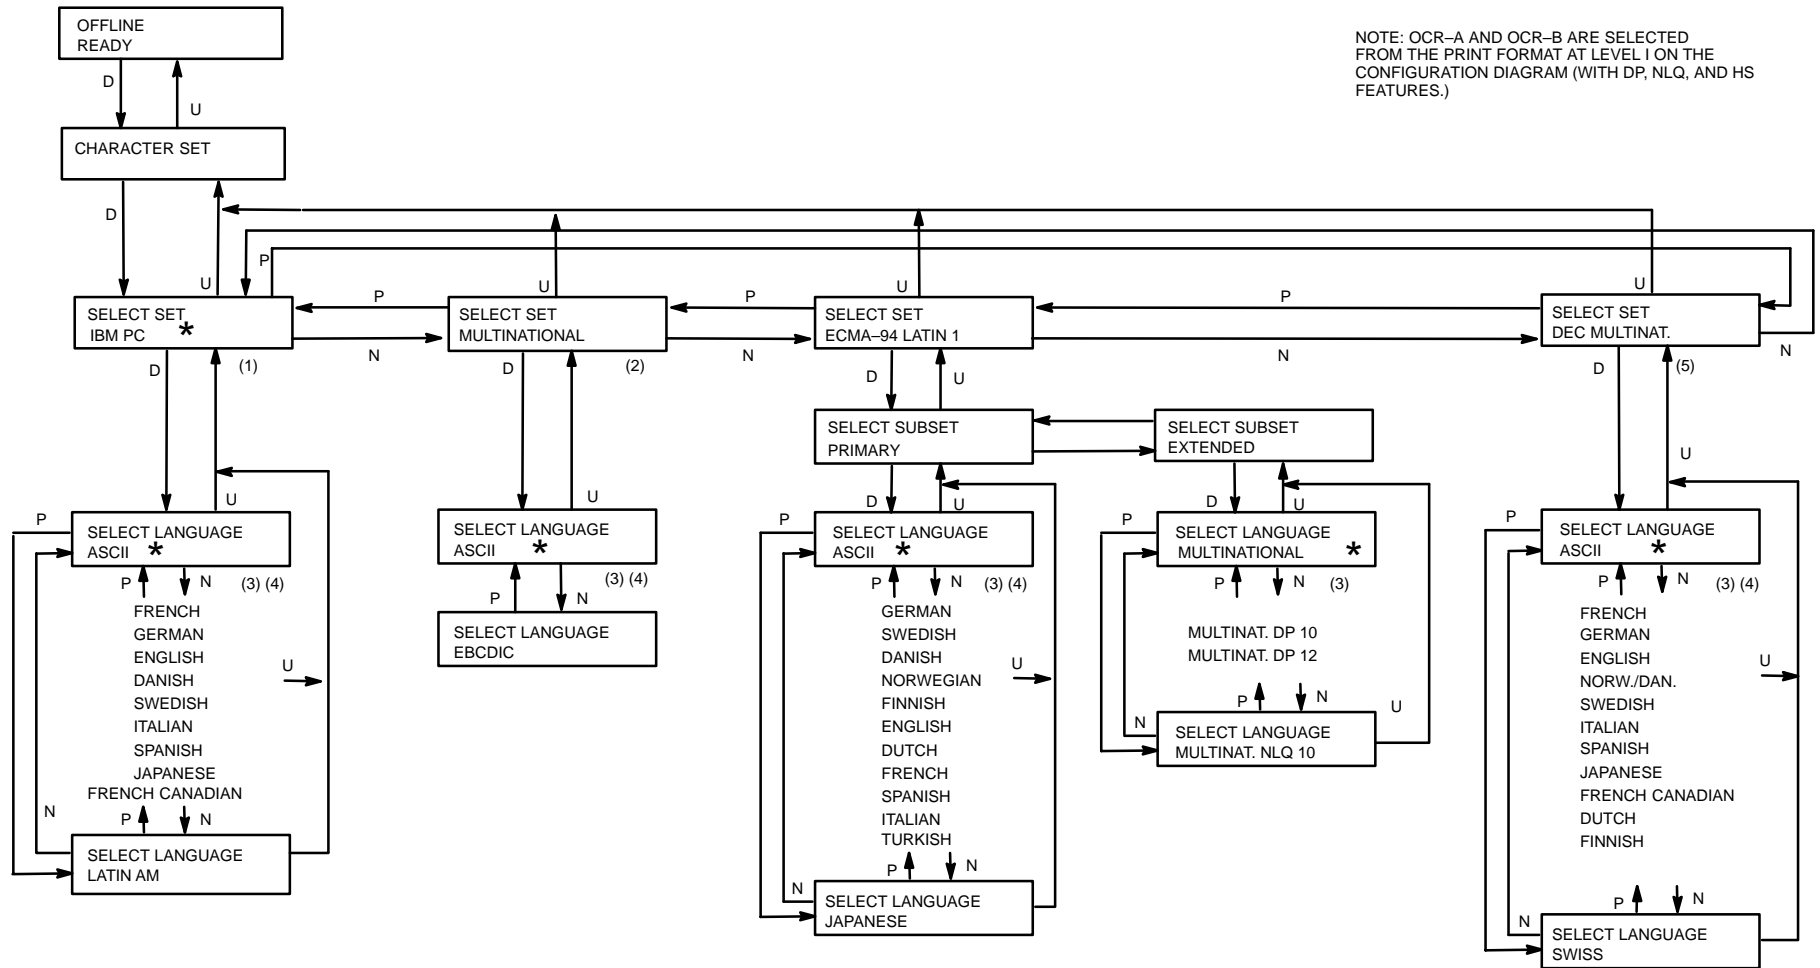 OFFLINE
READY
NOTE: OCR–A AND OCR–B ARE SELECTED
FROM THE PRINT FORMAT AT LEVEL I ON THE
CONFIGURATION DIAGRAM (WITH DP, NLQ, AND HS
FEATURES.)
D
U
CHARACTER SET
D
P
U
U
U
U
P
P
P
SELECT SET
IBM PC *
SELECT SET
MULTINATIONAL
SELECT SET
ECMA–94 LATIN 1
SELECT SET
DEC MULTINAT.
N
N
N
N
(1)
(2)
(5)
D
D
D
U
D
SELECT SUBSET
PRIMARY
SELECT SUBSET
EXTENDED
U
U
U
D
U
D
U
P
SELECT LANGUAGE
ASCII *
P
N
(3) (4)
FRENCH
GERMAN
ENGLISH
DANISH
SWEDISH
ITALIAN
SPANISH
JAPANESE
FRENCH CANADIAN
U
N
P
N
SELECT LANGUAGE
LATIN AM
SELECT LANGUAGE
ASCII *
(3) (4)
P
N
SELECT LANGUAGE
EBCDIC
P
SELECT LANGUAGE
ASCII *
P
N
(3) (4)
GERMAN
SWEDISH
DANISH
NORWEGIAN
FINNISH
ENGLISH
DUTCH
FRENCH
SPANISH
ITALIAN
TURKISH
U
P
N
N
SELECT LANGUAGE
JAPANESE
P
SELECT LANGUAGE
MULTINATIONAL *
P
N
(3)
MULTINAT. DP 10
MULTINAT. DP 12
P
N
N
U
SELECT LANGUAGE
MULTINAT. NLQ 10
P
SELECT LANGUAGE
ASCII *
P
N
(3) (4)
FRENCH
GERMAN
ENGLISH
NORW./DAN.
SWEDISH
ITALIAN
SPANISH
JAPANESE
FRENCH CANADIAN
DUTCH
FINNISH
U
P
N
N
SELECT LANGUAGE
SWISS